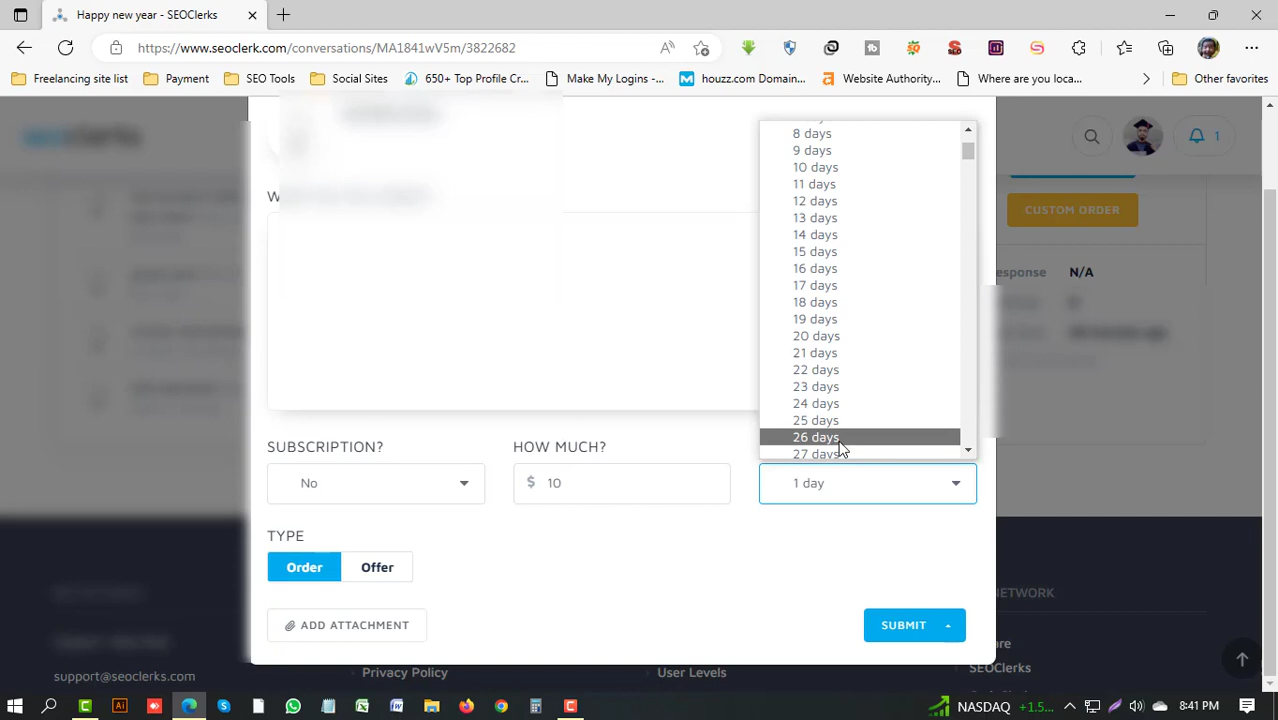 Happy new year - SEOClerks
https://www.seoclerk.com/conversations/MA1841wV5m/3822682
Freelancing site list
Payment
SEO Tools
Social Sites
650+ Top Profile Cr...
Make My Logins -...
houzz.com Domain...
Website Authority...
Where are you loca...
Other favorites
1
8 days
9 days
10 days
11 days
12 days
13 days
14 days
15 days
16 days
17 days
18 days
19 days
20 days
21 days
22 days
23 days
24 days
25 days
26 days
27 days
CUSTOM ORDER
N/A
SUBSCRIPTION?
HOW MUCH?
No
$ 10
1 day
TYPE
Order
Offer
ADD ATTACHMENT
SUBMIT
NETWORK
SEOClerks
support@seoclerks.com
Privacy Policy
User Levels
NASDAQ +1.5...
8:41 PM